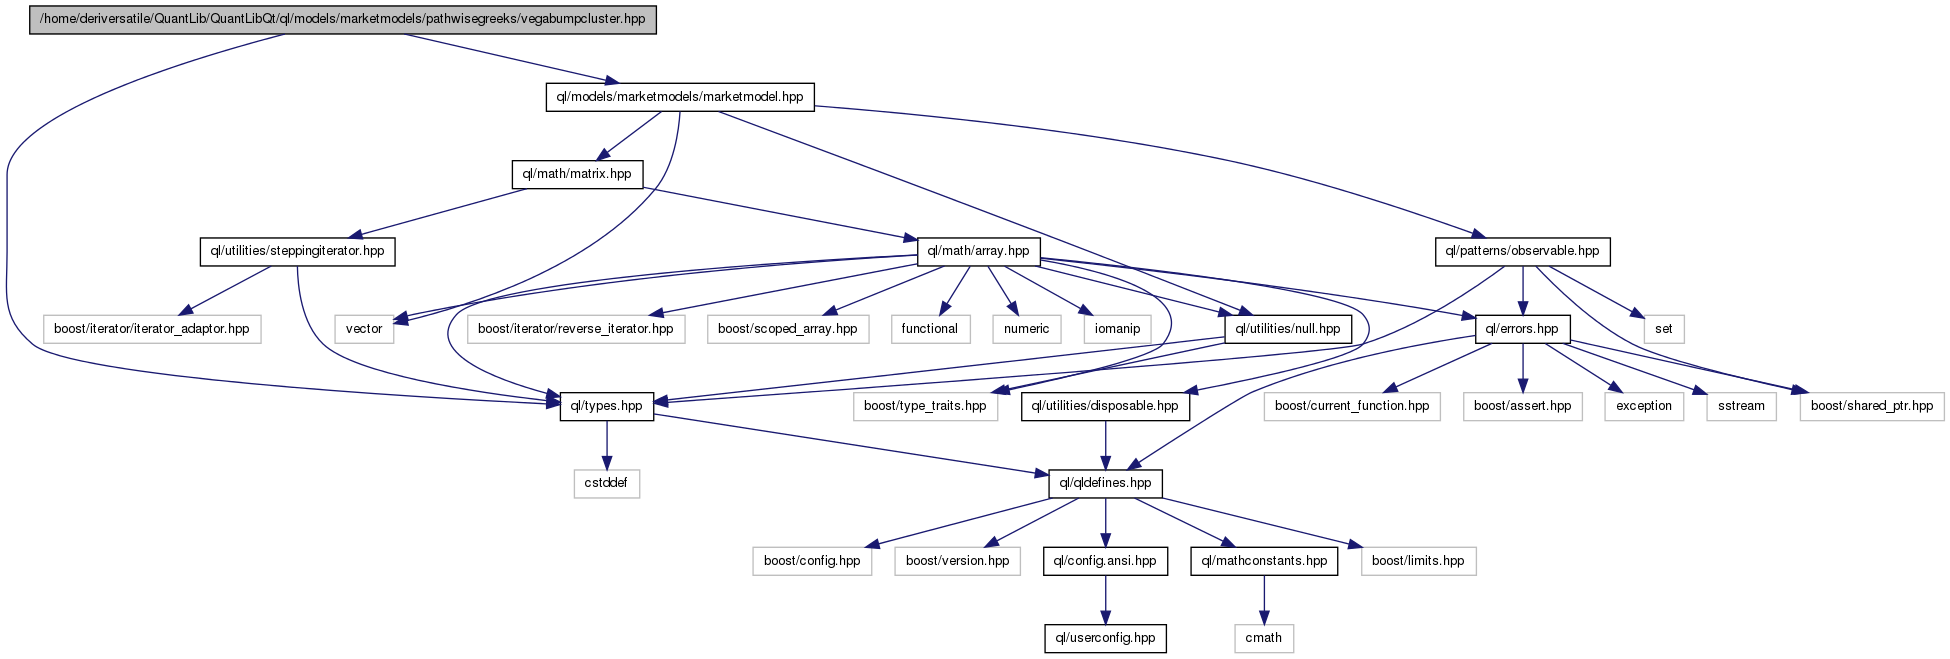 /home/deriversatile/QuantLib/QuantLibQt/ql/models/marketmodels/pathwisegreeks/vegabumpcluster.hpp
ql/models/marketmodels/marketmodel.hpp
ql/math/matrix.hpp
ql/utilities/steppingiterator.hpp
ql/math/array.hpp
ql/patterns/observable.hpp
boost/iterator/iterator_adaptor.hpp
vector
boost/iterator/reverse_iterator.hpp
boost/scoped_array.hpp
functional
numeric
iomanip
ql/utilities/null.hpp
ql/errors.hpp
set
ql/types.hpp
boost/type_traits.hpp
ql/utilities/disposable.hpp
boost/current_function.hpp
boost/assert.hpp
exception
sstream
boost/shared_ptr.hpp
cstddef
ql/qldefines.hpp
boost/config.hpp
boost/version.hpp
ql/config.ansi.hpp
ql/mathconstants.hpp
boost/limits.hpp
ql/userconfig.hpp
cmath